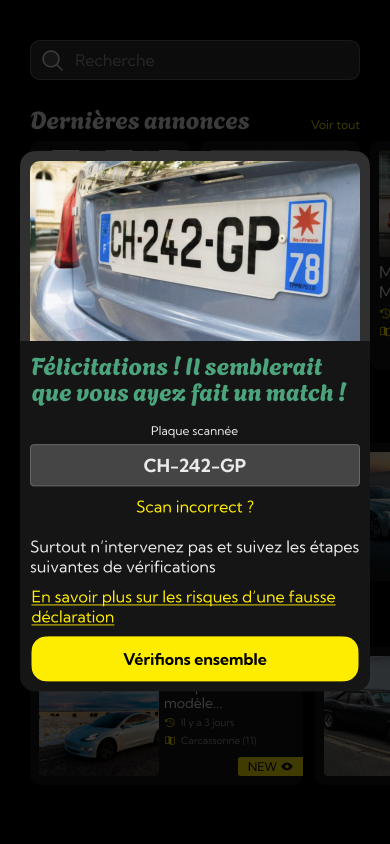 Recherche
Dernières annonces
Voir tout
CH-242-GP
F
Île-de-France
78
Félicitations ! Il semblerait
que vous ayez fait un match !
Plaque scannée
CH-242-GP
Scan incorrect ?
Surtout n’intervenez pas et suivez les étapes
suivantes de vérifications
En savoir plus sur les risques d’une fausse
déclaration
Vérifions ensemble
modèle...
Il y a 3 jours
Carcassonne (11)
NEW